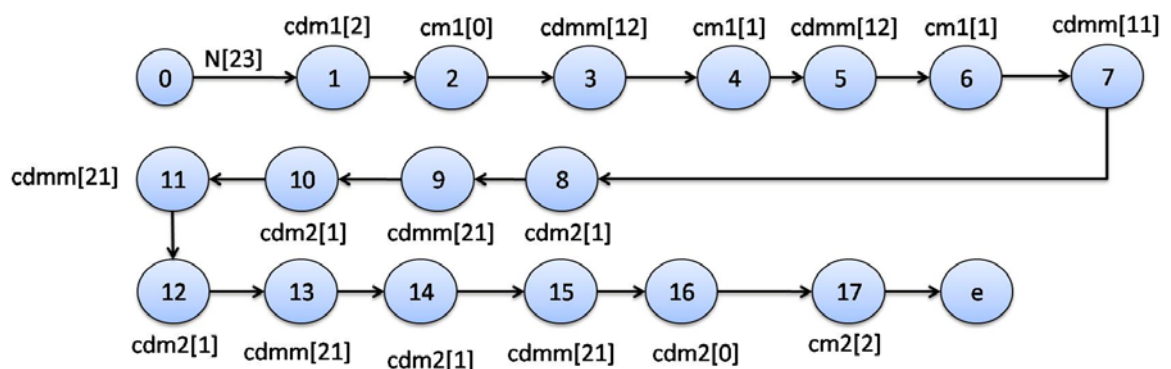 cdm1[2] cm1[0] cdmm[12] cm1[1] cdmm[12] cm1[1] cdmm[11]
N[23]
0 1 2 3 4 5 6 7
cdmm[21] 11 10 9 8
cdm2[1] cdmm[21] cdm2[1]
12 13 14 15 16 17 e
cdm2[1] cdmm[21] cdm2[1] cdmm[21] cdm2[0] cm2[2]